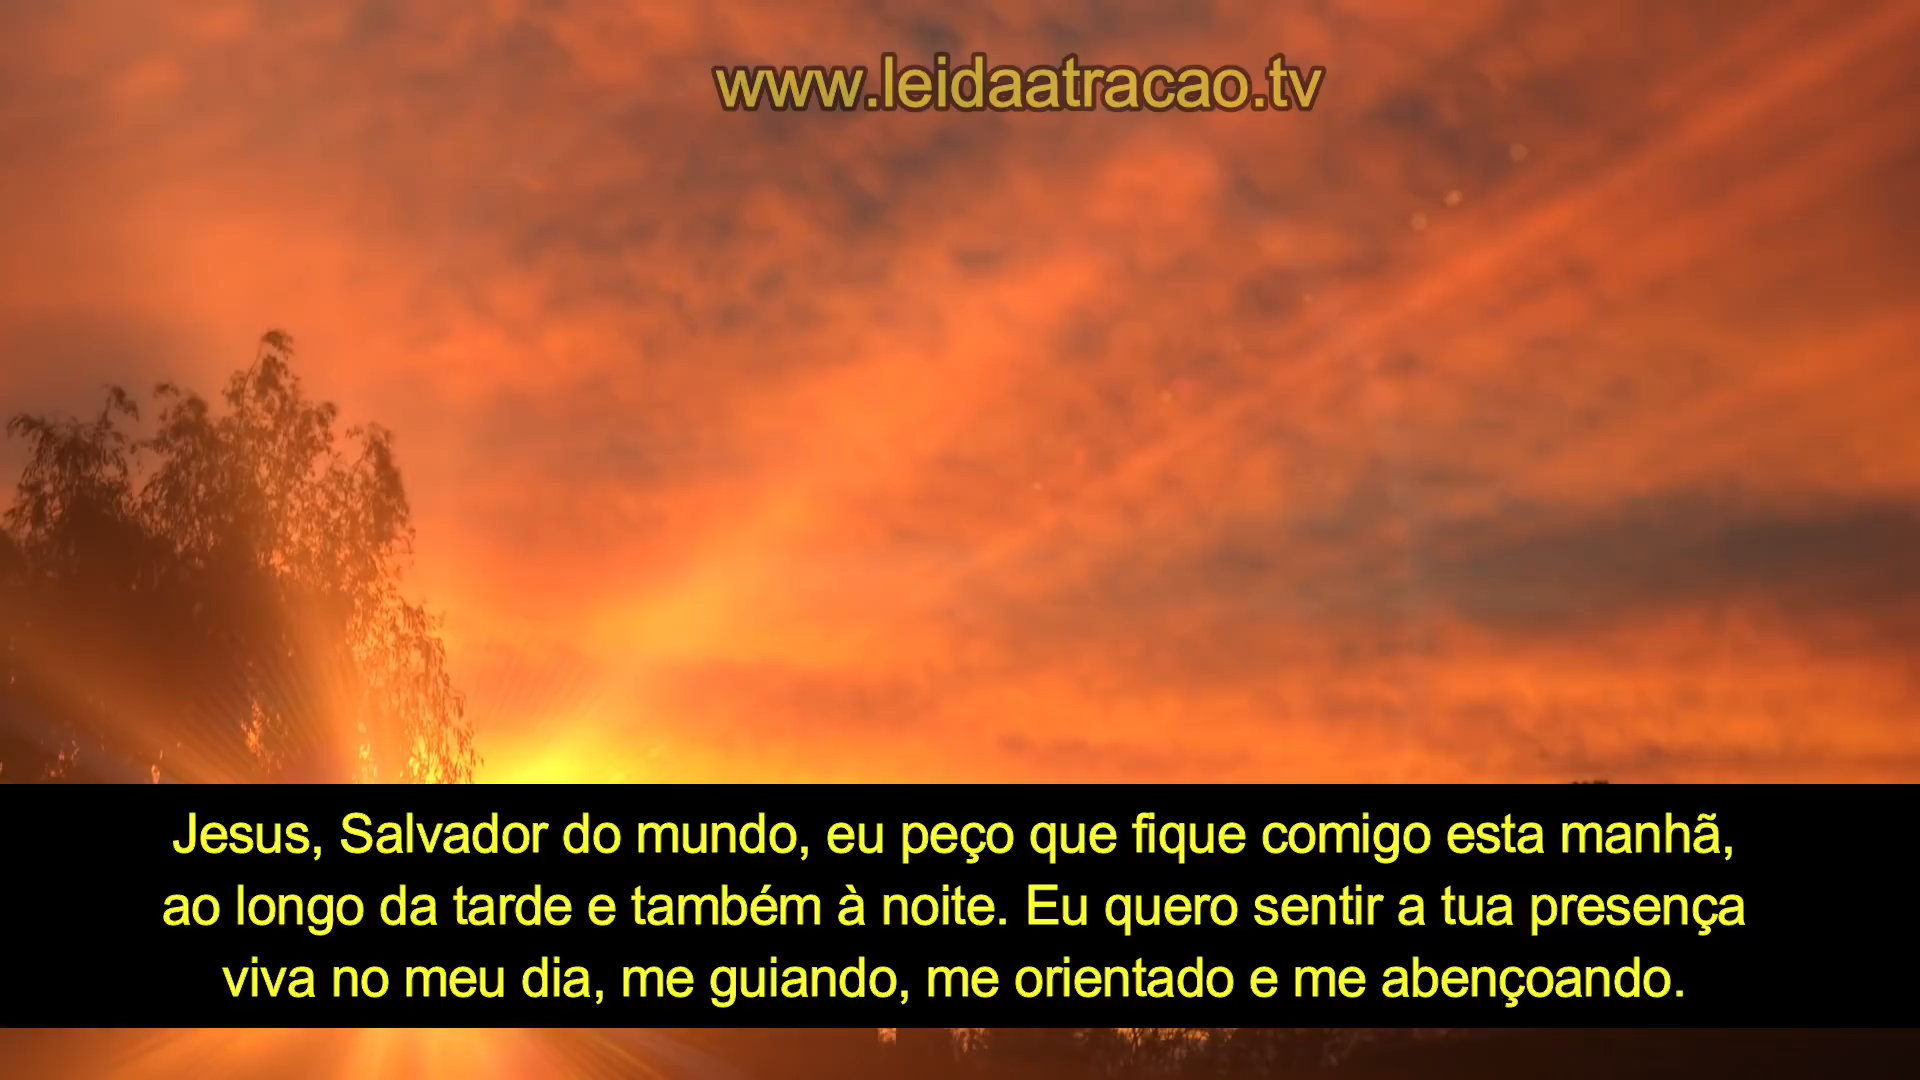 www.leidaatracao.tv
Jesus, Salvador do mundo, eu peço que fique comigo esta manhã,
ao longo da tarde e também à noite. Eu quero sentir a tua presença
viva no meu dia, me guiando, me orientado e me abençoando.